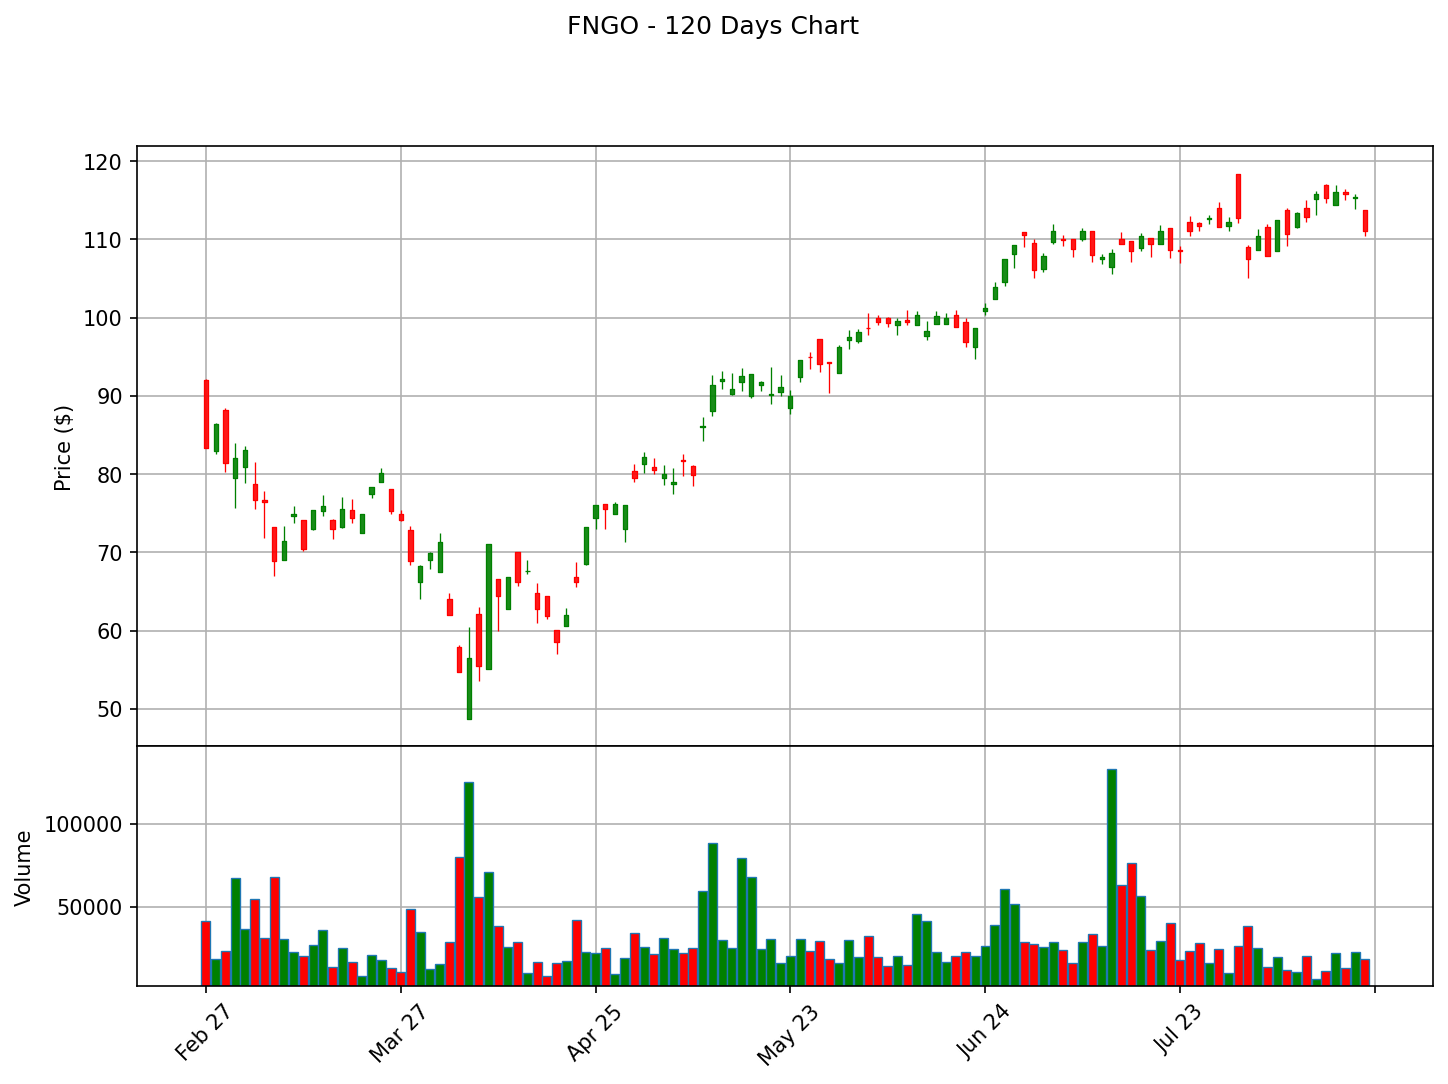 FNGO - 120 Days Chart
120
110
100
90
80
70
60
50
Price ($)
100000
50000
Volume
Feb 27
Mar 27
Apr 25
May 23
Jun 24
Jul 23